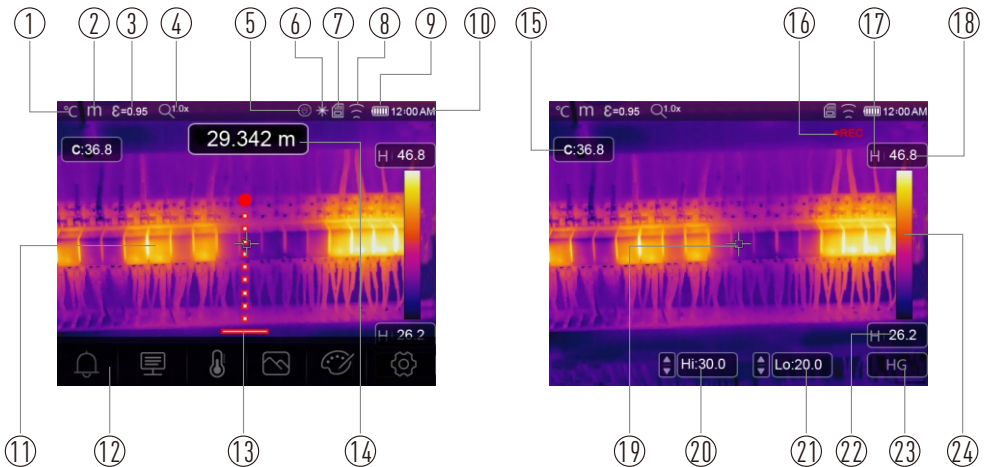 ① ② ③ ④ ⑤ ⑥ ⑦ ⑧ ⑨ ⑩ ⑮ ⑯ ⑰ ⑱
°C m Ɛ=0.95 1.0x 12:00 AM
29.342 m
C:36.8
H 46.8
H 26.2
°C m Ɛ=0.95 1.0x 12:00 AM
REC
C:36.8
H 46.8
H 26.2
Hi:30.0 Lo:20.0 HG
⑪ ⑫ ⑬ ⑭ ⑲ ⑳ ㉑ ㉒ ㉓ ㉔